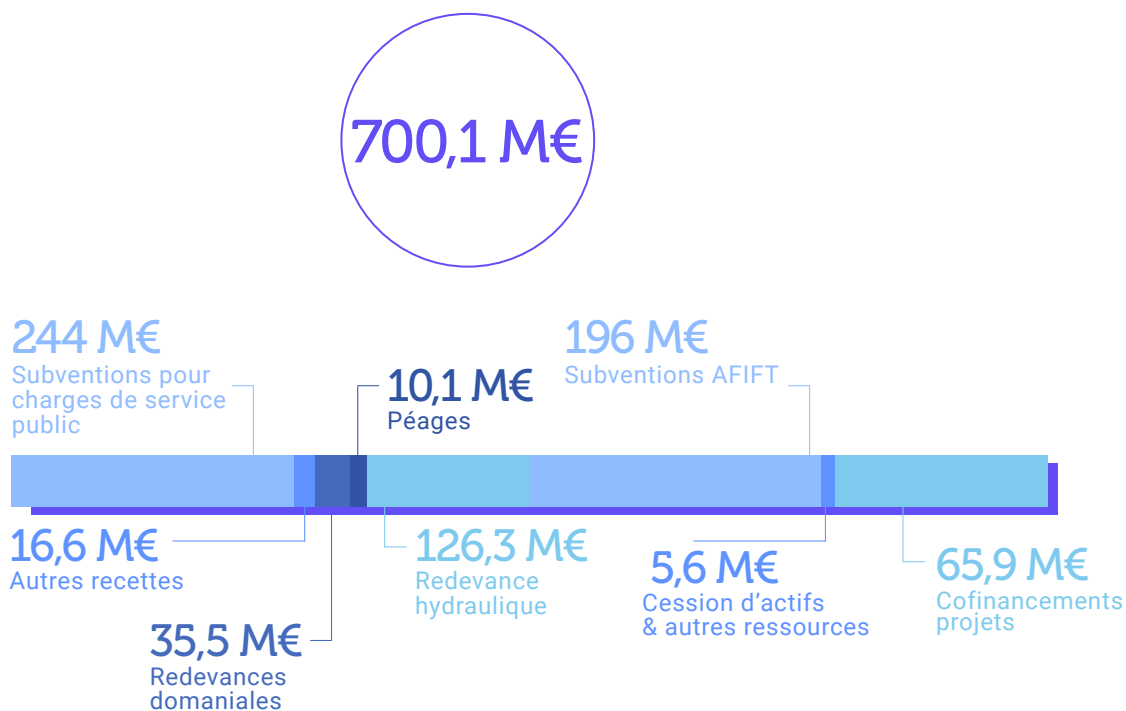 700,1 M€
244 M€
Subventions pour
charges de service
public
10,1 M€
Péages
196 M€
Subventions AFIFT
16,6 M€
Autres recettes
35,5 M€
Redevances
domaniales
126,3 M€
Redevance
hydraulique
5,6 M€
Cession d’actifs
& autres ressources
65,9 M€
Cofinancements
projets